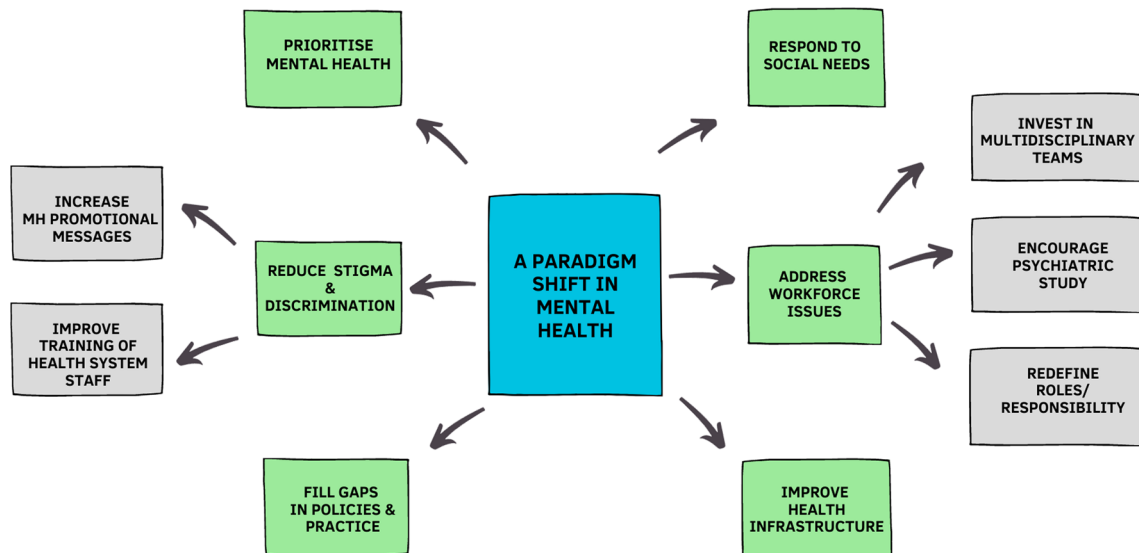 PRIORITISE
MENTAL HEALTH
RESPOND TO
SOCIAL NEEDS
INVEST IN
MULTIDISCIPLINARY
TEAMS
INCREASE
MH PROMOTIONAL
MESSAGES
REDUCE STIGMA
&
DISCRIMINATION
A PARADIGM
SHIFT IN
MENTAL
HEALTH
ADDRESS
WORKFORCE
ISSUES
ENCOURAGE
PSYCHIATRIC
STUDY
IMPROVE
TRAINING OF
HEALTH SYSTEM
STAFF
REDEFINE
ROLES/
RESPONSIBILITY
FILL GAPS
IN POLICIES &
PRACTICE
IMPROVE
HEALTH
INFRASTRUCTURE